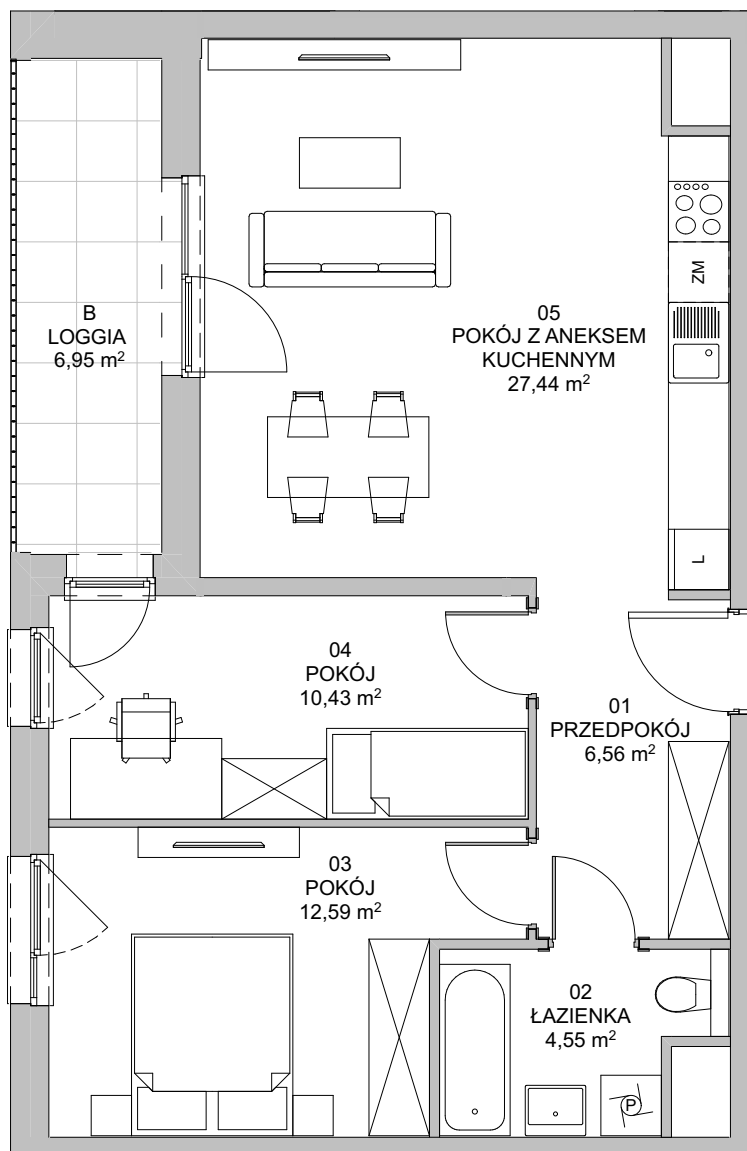 B
LOGGIA
6,95 m²
05
POKÓJ Z ANEKSEM
KUCHENNYM
27,44 m²
ZM
L
04
POKÓJ
10,43 m²
01
PRZEDPOKÓJ
6,56 m²
03
POKÓJ
12,59 m²
02
ŁAZIENKA
4,55 m²
P